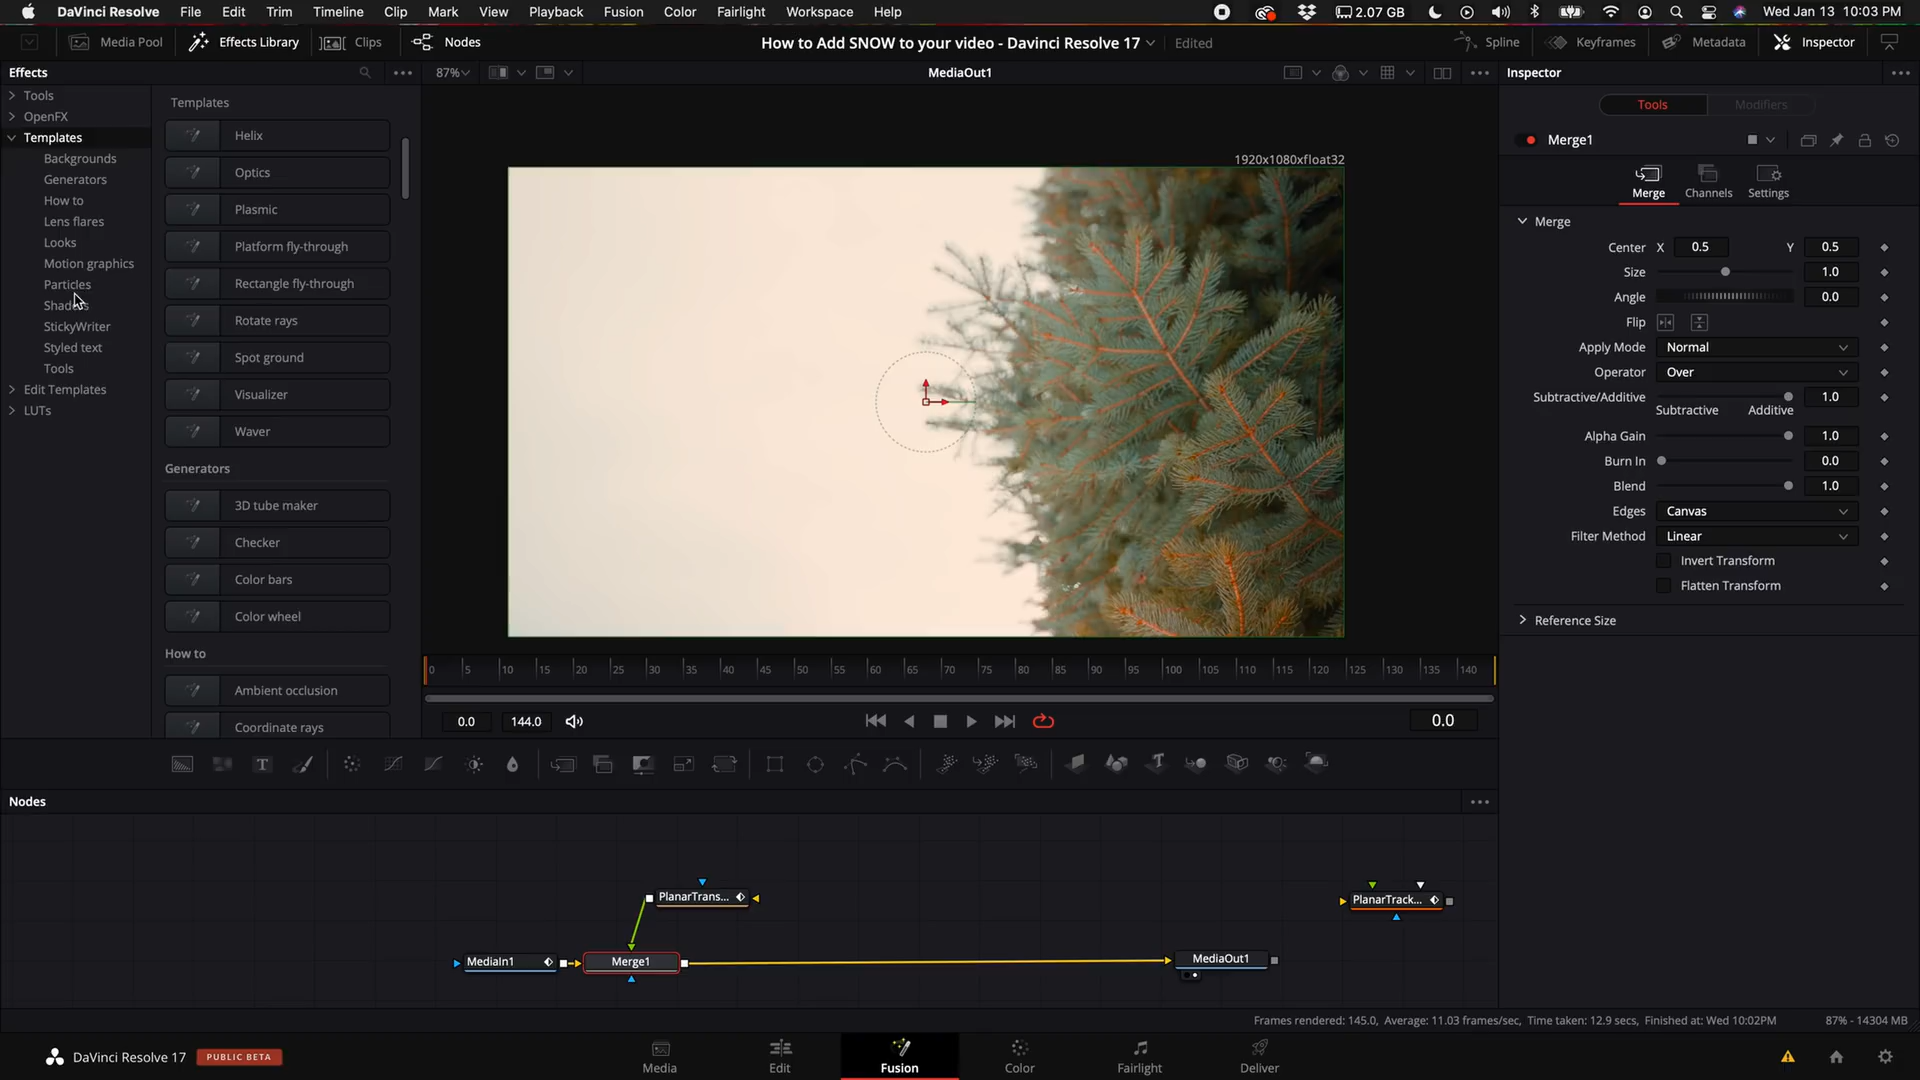 DaVinci Resolve File Edit Trim Timeline Clip Mark View Playback Fusion Color Fairlight Workspace Help 2.07 GB Wed Jan 13 10:03 PM
Media Pool Effects Library Clips Nodes How to Add SNOW to your video - Davinci Resolve 17 Edited Spline Keyframes Metadata Inspector
Effects 87% MediaOut1 Inspector
Tools
OpenFX
Templates
Backgrounds
Generators
How to
Lens flares
Looks
Motion graphics
Particles
Shaders
StickyWriter
Styled text
Tools
Edit Templates
LUTs
Templates
Helix
Optics
Plasmic
Platform fly-through
Rectangle fly-through
Rotate rays
Spot ground
Visualizer
Waver
Generators
3D tube maker
Checker
Color bars
Color wheel
How to
Ambient occlusion
Coordinate rays
1920x1080xfloat32
0 5 10 15 20 25 30 35 40 45 50 55 60 65 70 75 80 85 90 95 100 105 110 115 120 125 130 135 140
0.0 144.0 0.0
Tools Modifiers
Merge1
Merge Channels Settings
Merge
Center X 0.5 Y 0.5
Size 1.0
Angle 0.0
Flip
Apply Mode Normal
Operator Over
Subtractive/Additive 1.0
Subtractive Additive
Alpha Gain 1.0
Burn In 0.0
Blend 1.0
Edges Canvas
Filter Method Linear
Invert Transform
Flatten Transform
Reference Size
T
T
Nodes
PlanarTrans...
PlanarTrack...
MediaIn1
Merge1
MediaOut1
Frames rendered: 145.0, Average: 11.03 frames/sec, Time taken: 12.9 secs, Finished at: Wed 10:02PM 87% - 14304 MB
DaVinci Resolve 17 PUBLIC BETA
Media Edit Fusion Color Fairlight Deliver